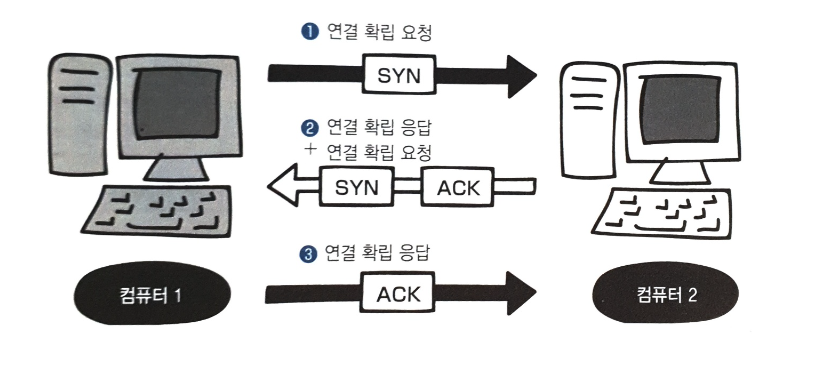 ❶ 연결 확립 요청
SYN
❷ 연결 확립 응답
+ 연결 확립 요청
SYN ACK
❸ 연결 확립 응답
ACK
컴퓨터 1
컴퓨터 2